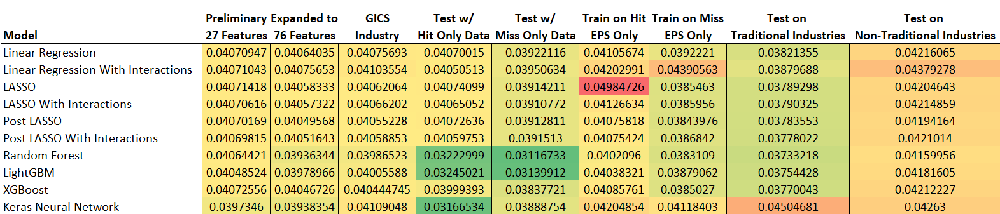 Preliminary Expanded to GICS Test w/ Test w/ Train on Hit Train on Miss Test on Test on
Model 27 Features 76 Features Industry Hit Only Data Miss Only Data EPS Only EPS Only Traditional Industries Non-Traditional Industries
Linear Regression 0.04070947 0.04064035 0.04075693 0.04070015 0.03922116 0.04105674 0.0392221 0.03821355 0.04216065
Linear Regression With Interactions 0.04071043 0.04075653 0.04103554 0.04050513 0.03950634 0.04202991 0.04390563 0.03879688 0.04379278
LASSO 0.04071418 0.04058333 0.04062064 0.04074099 0.03914211 0.04984726 0.0385463 0.03789298 0.04204643
LASSO With Interactions 0.04070616 0.04057322 0.04066202 0.04065052 0.03910772 0.04126634 0.0385956 0.03790325 0.04214859
Post LASSO 0.04070169 0.04049568 0.04055228 0.04072636 0.03912811 0.04075818 0.03843976 0.03783553 0.04194164
Post LASSO With Interactions 0.04069815 0.04051643 0.04058853 0.04059753 0.0391513 0.04075424 0.0386842 0.03778022 0.0421014
Random Forest 0.04064421 0.03936344 0.03986523 0.03222999 0.03116733 0.0402096 0.0383109 0.03733218 0.04159956
LightGBM 0.04048524 0.03978966 0.04005588 0.03245021 0.03139912 0.04038321 0.03879062 0.03754428 0.04181605
XGBoost 0.04072556 0.04046726 0.040444745 0.03999393 0.03837721 0.04085761 0.0385027 0.03770043 0.04212227
Keras Neural Network 0.0397346 0.03938354 0.04109048 0.03166534 0.03888754 0.04204854 0.04118403 0.04504681 0.04263